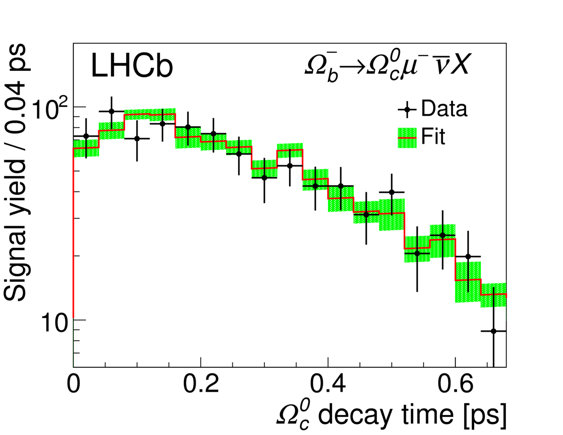 LHCb
Ω_b^- → Ω_c^0 μ^- ν̅ X
Data
Fit
Signal yield / 0.04 ps
10^2
10
0 0.2 0.4 0.6
Ω_c^0 decay time [ps]